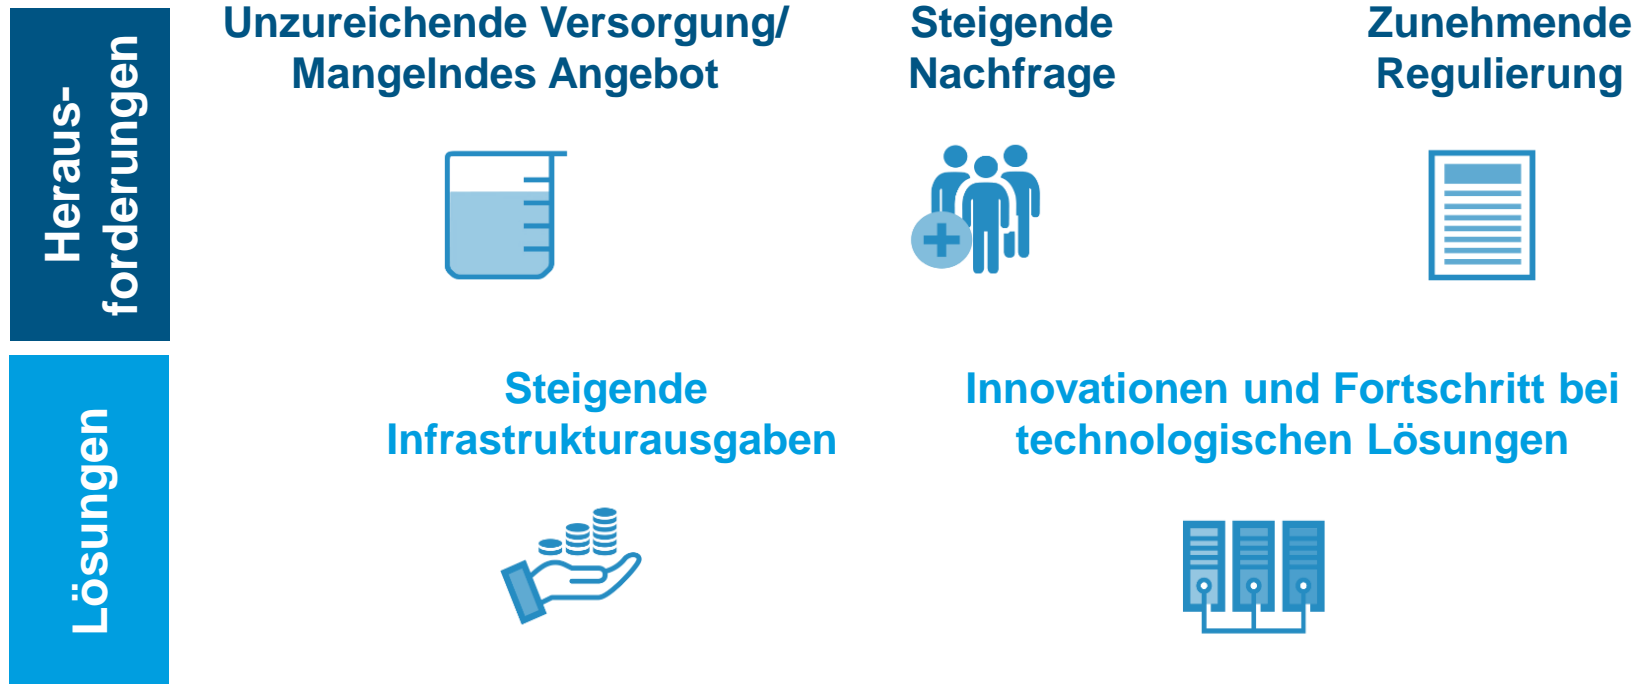 Heraus-
forderungen
Unzureichende Versorgung/
Mangelndes Angebot
Steigende
Nachfrage
Zunehmende
Regulierung
Lösungen
Steigende
Infrastrukturausgaben
Innovationen und Fortschritt bei
technologischen Lösungen